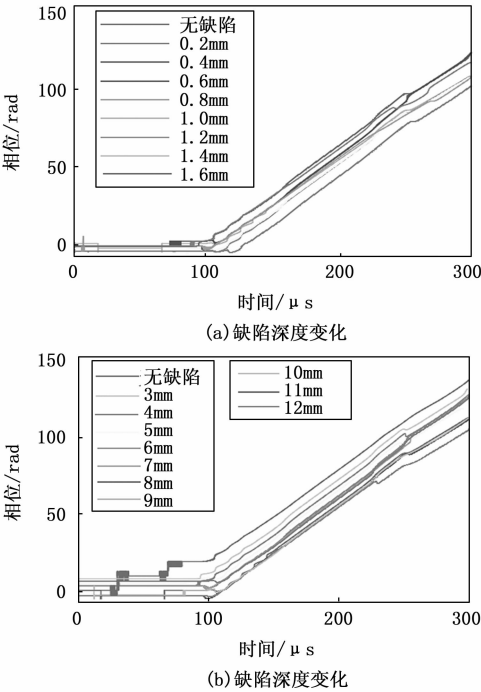 150
100
50
0
相位/rad
无缺陷
0.2mm
0.4mm
0.6mm
0.8mm
1.0mm
1.2mm
1.4mm
1.6mm
0 100 200 300
时间/μs
(a)缺陷深度变化
150
100
50
0
相位/rad
无缺陷
3mm
4mm
5mm
6mm
7mm
8mm
9mm
10mm
11mm
12mm
0 100 200 300
时间/μs
(b)缺陷深度变化